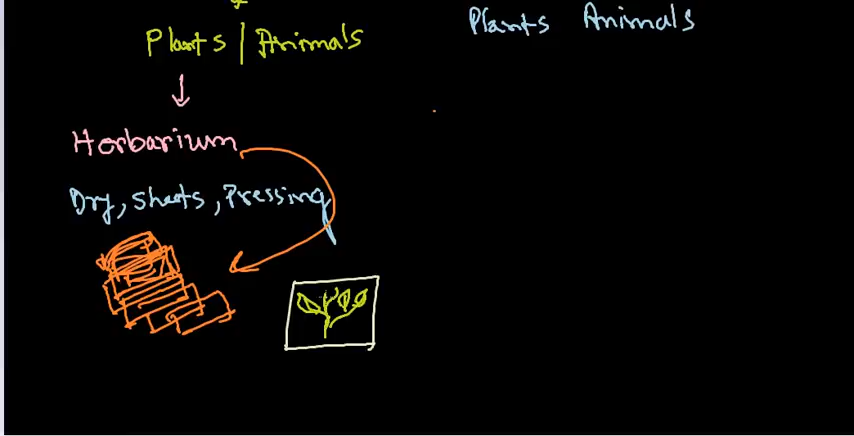 Plants | Animals
Plants Animals
Herbarium
Dry, Sheets, Pressing